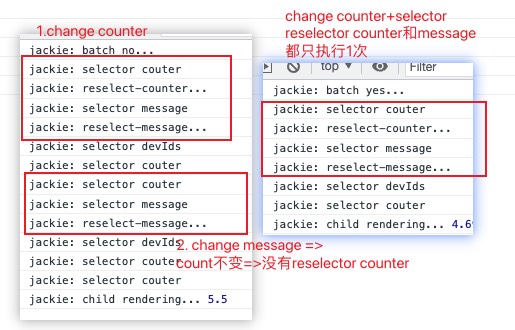 1.change counter
jackie: batch no...
jackie: selector couter
jackie: reselect-counter...
jackie: selector message
jackie: reselect-message...
jackie: selector devIds
jackie: selector couter
jackie: selector message
jackie: reselect-message...
jackie: selector devIds
jackie: selector couter
jackie: selector couter
jackie: child rendering... 5.5
2. change message =>
count不变=>没有reselector counter
change counter+selector
reselector counter和message
都只执行1次
top
Filter
jackie: batch yes...
jackie: selector couter
jackie: reselect-counter...
jackie: selector message
jackie: reselect-message...
jackie: selector devIds
jackie: selector couter
jackie: child rendering... 4.6